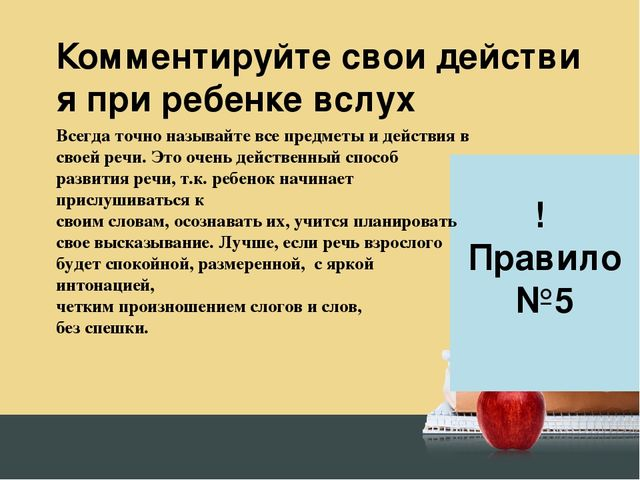 Комментируйте свои действи
я при ребенке вслух
Всегда точно называйте все предметы и действия в
своей речи. Это очень действенный способ
развития речи, т.к. ребенок начинает
прислушиваться к
своим словам, осознавать их, учится планировать
свое высказывание. Лучше, если речь взрослого
будет спокойной, размеренной, с яркой
интонацией,
четким произношением слогов и слов,
без спешки.
!
Правило
№5